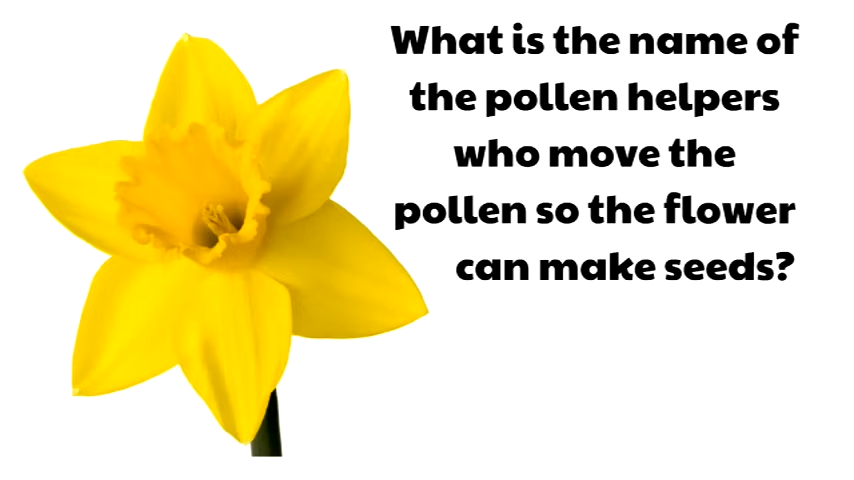 What is the name of
the pollen helpers
who move the
pollen so the flower
can make seeds?